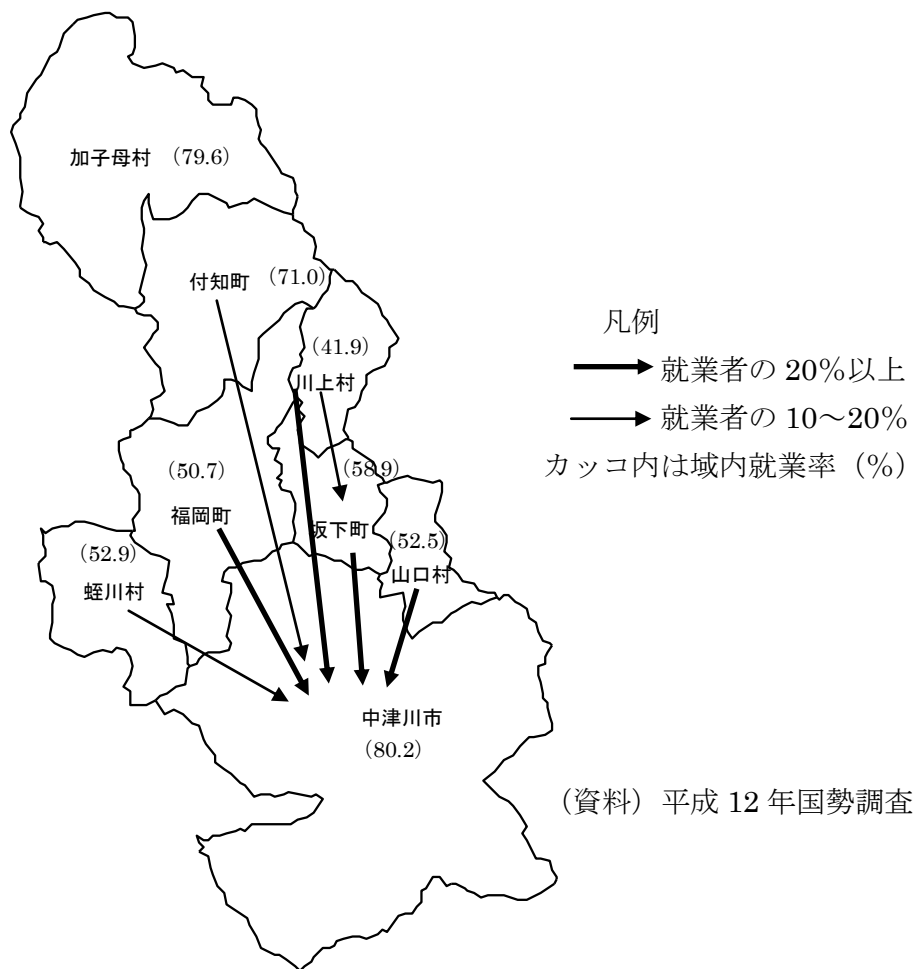 加子母村 （79.6）
付知町 （71.0）
（41.9）
川上村
（50.7）
福岡町
（58.9）
坂下町
（52.9）
蛭川村
（52.5）
山口村
中津川市
（80.2）
凡例
就業者の 20％以上
就業者の 10～20％
カッコ内は域内就業率（％）
（資料）平成 12 年国勢調査